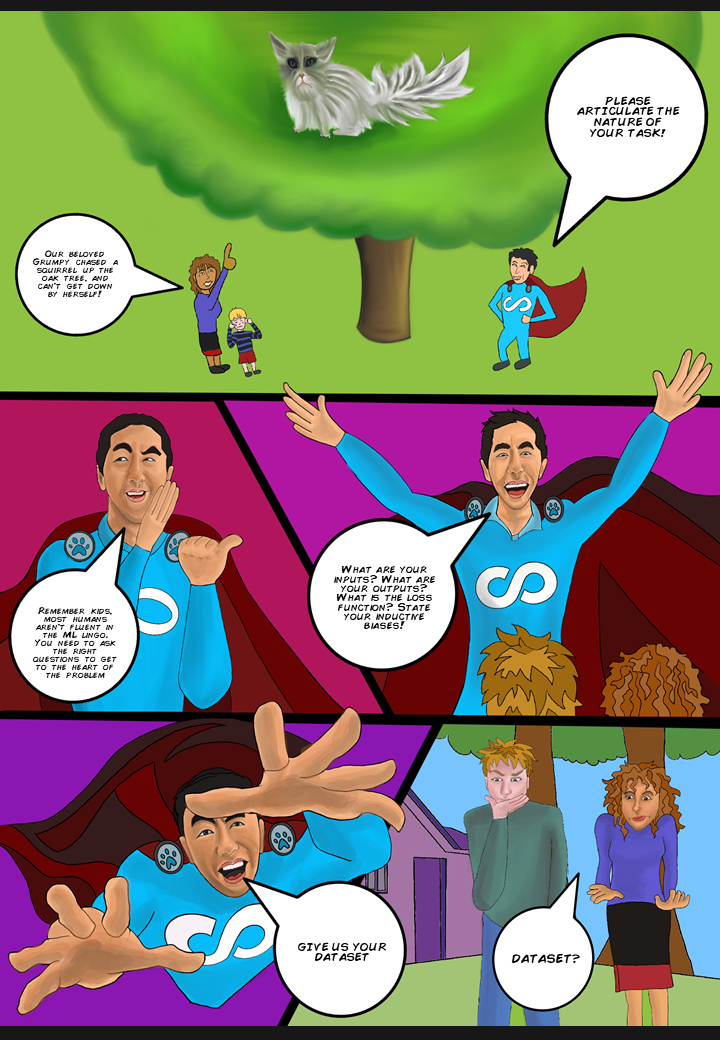 PLEASE
ARTICULATE THE
NATURE OF
YOUR TASK!
OUR BELOVED
GRUMPY CHASED A
SQUIRREL UP THE
OAK TREE, AND
CAN'T GET DOWN
BY HERSELF!
REMEMBER KIDS,
MOST HUMANS
AREN'T FLUENT IN
THE ML LINGO.
YOU NEED TO ASK
THE RIGHT
QUESTIONS TO GET
TO THE HEART OF
THE PROBLEM
WHAT ARE YOUR
INPUTS? WHAT ARE
YOUR OUTPUTS?
WHAT IS THE LOSS
FUNCTION? STATE
YOUR INDUCTIVE
BIASES!
GIVE US YOUR
DATASET
DATASET?